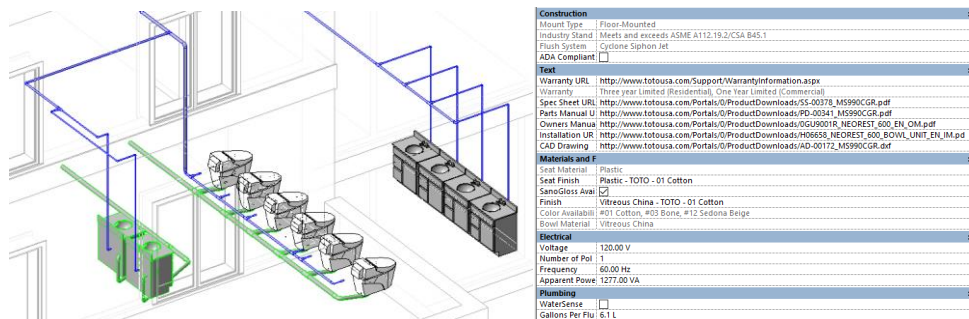 Construction
Mount Type Floor-Mounted
Industry Stand Meets and exceeds ASME A112.19.2/CSA B45.1
Flush System Cyclone Siphon Jet
ADA Compliant
Text
Warranty URL http://www.totousa.com/Support/WarrantyInformation.aspx
Warranty Three year Limited (Residential), One Year Limited (Commercial)
Spec Sheet URL http://www.totousa.com/Portals/0/ProductDownloads/SS-00378_MS990CGR.pdf
Parts Manual U http://www.totousa.com/Portals/0/ProductDownloads/PD-00341_MS990CGR.pdf
Owners Manua http://www.totousa.com/Portals/0/ProductDownloads/0GU9001R_NEOREST_600_EN_OM.pdf
Installation UR http://www.totousa.com/Portals/0/ProductDownloads/H06658_NEOREST_600_BOWL_UNIT_EN_IM.pd
CAD Drawing http://www.totousa.com/Portals/0/ProductDownloads/AD-00172_MS990CGR.dxf
Materials and F
Seat Material Plastic
Seat Finish Plastic - TOTO - 01 Cotton
SanoGloss Avai
Finish Vitreous China - TOTO - 01 Cotton
Color Availabili #01 Cotton, #03 Bone, #12 Sedona Beige
Bowl Material Vitreous China
Electrical
Voltage 120.00 V
Number of Pol 1
Frequency 60.00 Hz
Apparent Powe 1277.00 VA
Plumbing
WaterSense
Gallons Per Flu 6.1 L